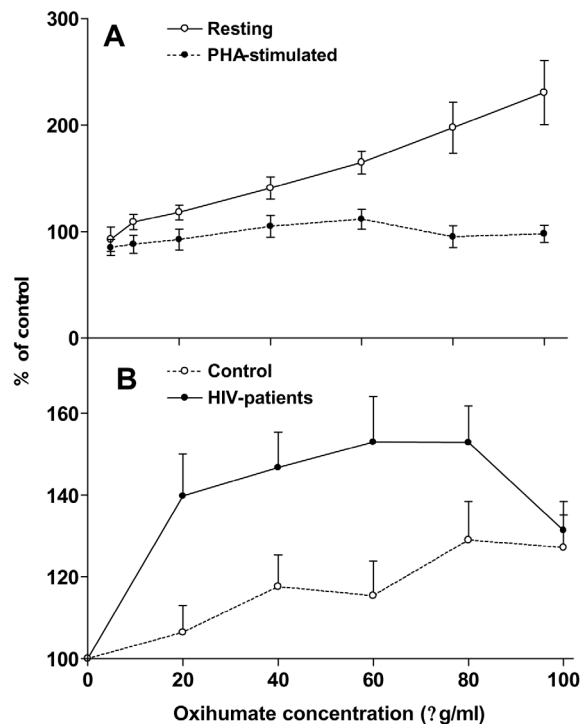 300
A
Resting
PHA-stimulated
200
100
0
% of control
B
Control
HIV-patients
160
140
120
100
0 20 40 60 80 100
Oxihumate concentration (?g/ml)